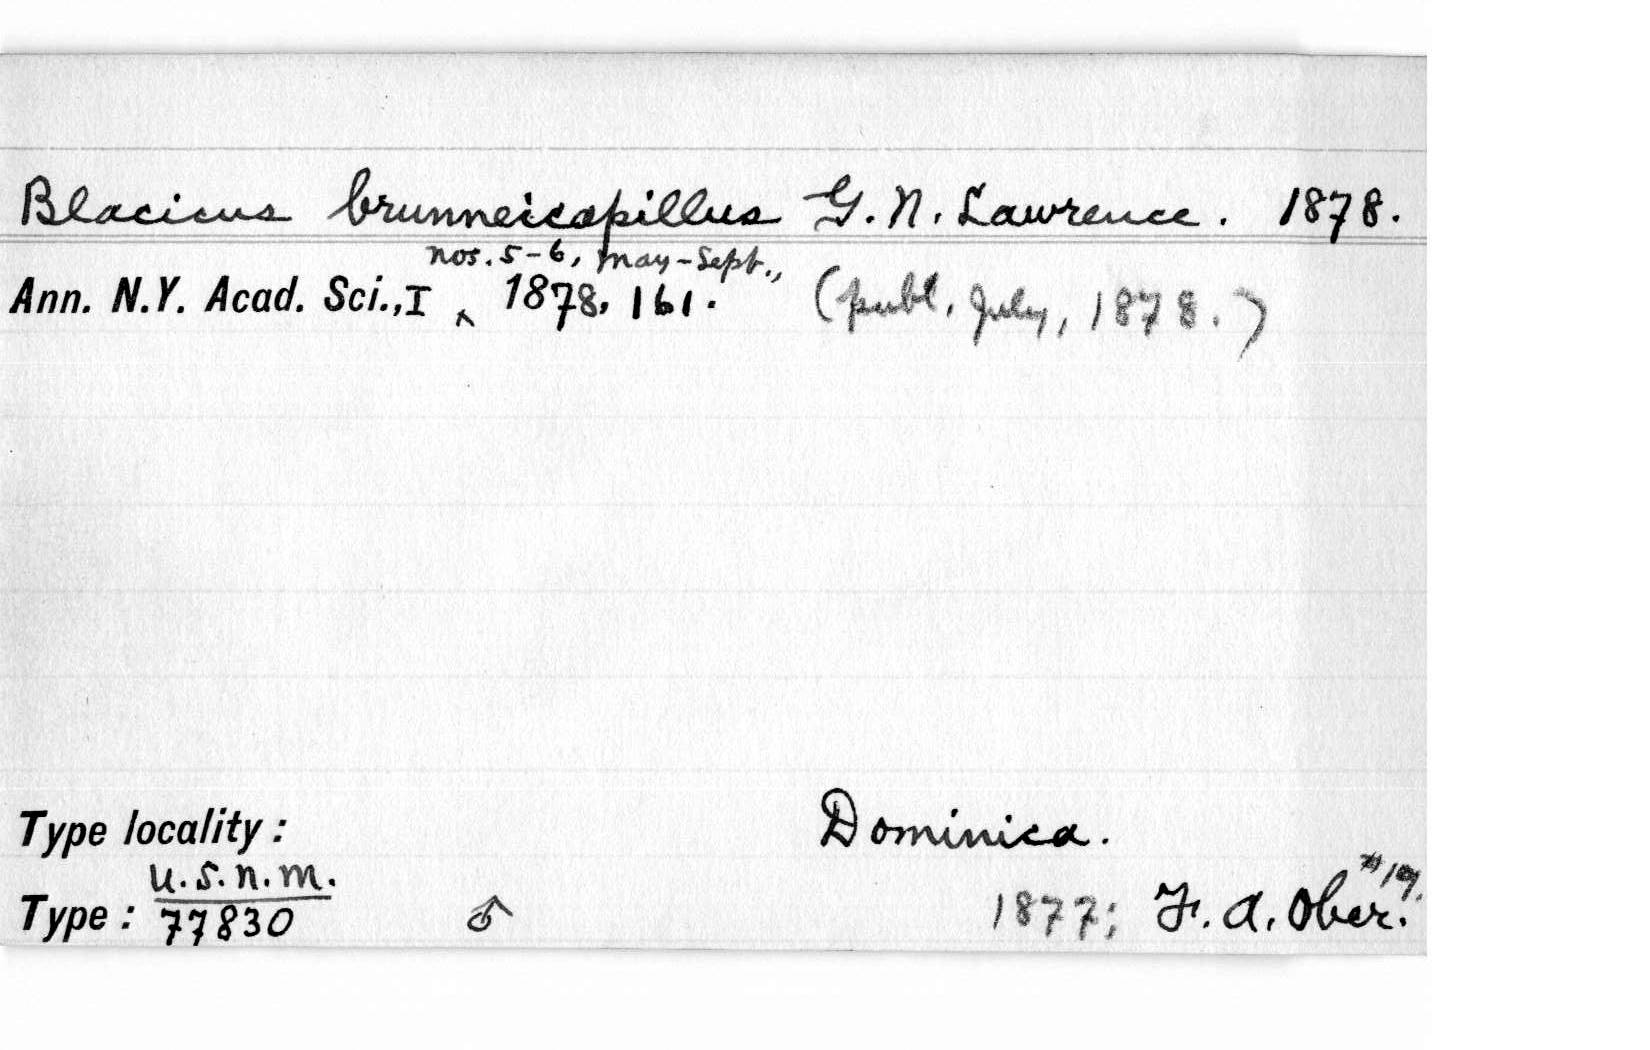 Blacicus brunneicapillus G. N. Lawrence. 1878.
nos. 5-6, May-Sept.,
Ann. N.Y. Acad. Sci., I ‸ 1878, 161. (publ. July, 1878.)
Type locality: Dominica.
U.S.N.M. #19.
Type: 77830 ♂ 1877; F. A. Ober.